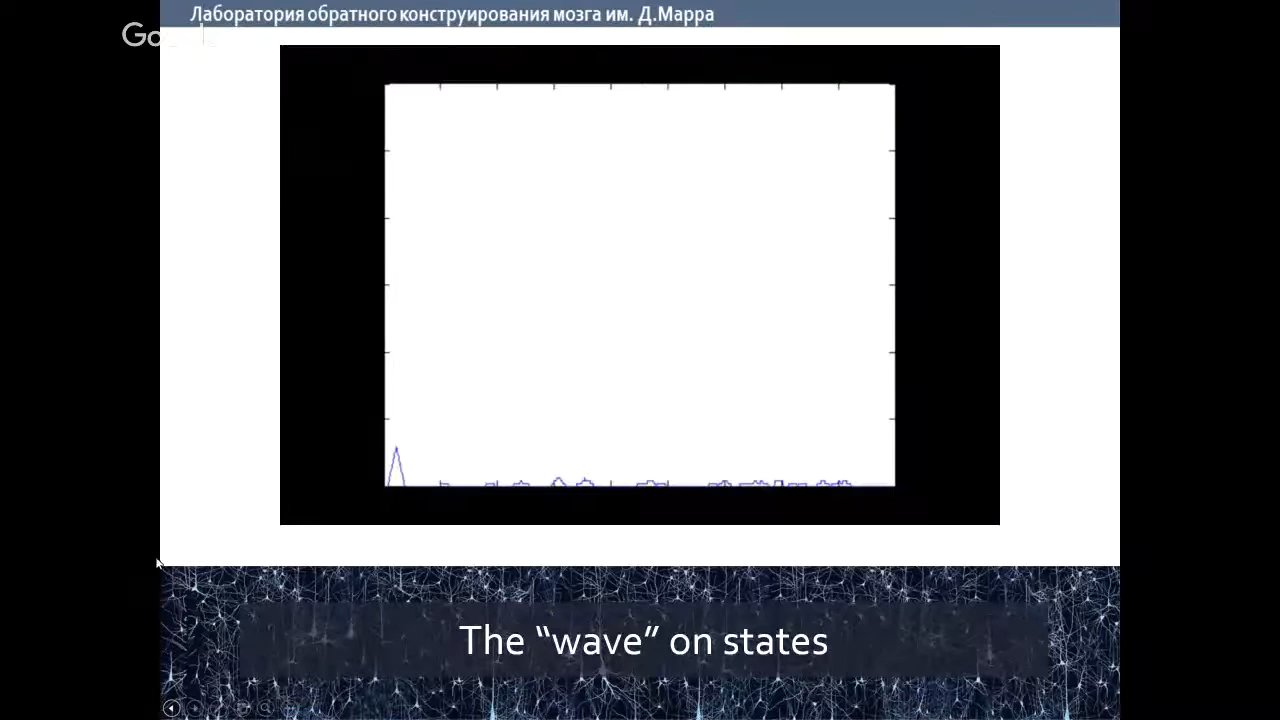 Лаборатория обратного конструирования мозга им. Д.Марра
The “wave” on states